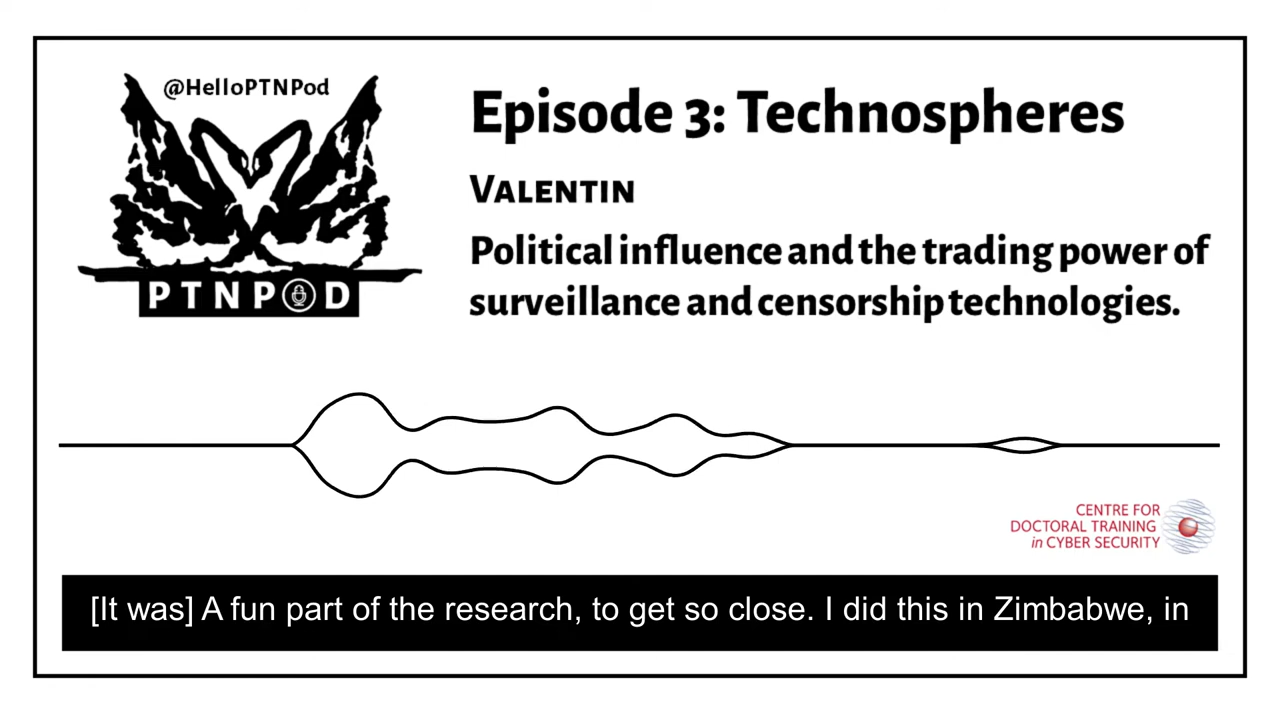 @HelloPTNPod
PTNPOD
Episode 3: Technospheres
VALENTIN
Political influence and the trading power of
surveillance and censorship technologies.
CENTRE FOR
DOCTORAL TRAINING
in CYBER SECURITY
[It was] A fun part of the research, to get so close. I did this in Zimbabwe, in